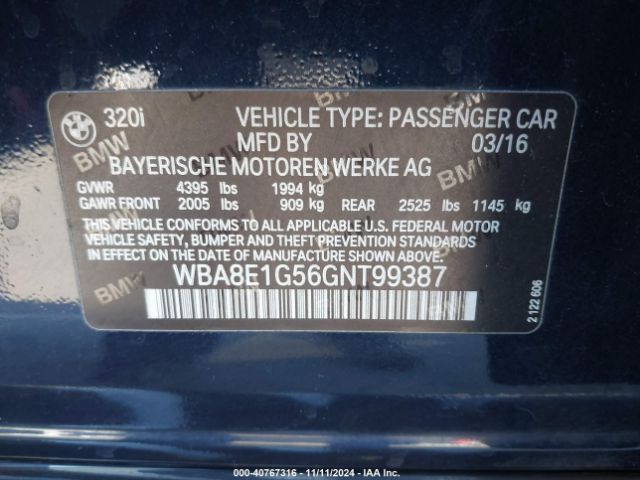 320i VEHICLE TYPE: PASSENGER CAR
BMW MFD BY 03/16
BAYERISCHE MOTOREN WERKE AG
GVWR 4395 lbs 1994 kg
GAWR FRONT 2005 lbs 909 kg REAR 2525 lbs 1145 kg
THIS VEHICLE CONFORMS TO ALL APPLICABLE U.S. FEDERAL MOTOR
VEHICLE SAFETY, BUMPER AND THEFT PREVENTION STANDARDS
IN EFFECT ON THE DATE OF MANUFACTURE SHOWN ABOVE.
WBA8E1G56GNT99387
2 122 606
000-40767316 - 11/11/2024 - IAAI.COM